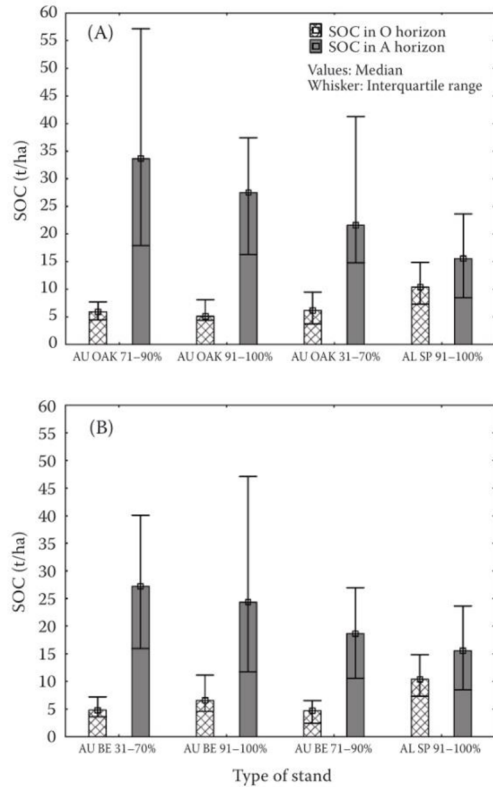 (A)
SOC in O horizon
SOC in A horizon
Values: Median
Whisker: Interquartile range
SOC (t/ha)
60
55
50
45
40
35
30
25
20
15
10
5
0
AU OAK 71–90% AU OAK 91–100% AU OAK 31–70% AL SP 91–100%
(B)
SOC (t/ha)
60
55
50
45
40
35
30
25
20
15
10
5
0
AU BE 31–70% AU BE 91–100% AU BE 71–90% AL SP 91–100%
Type of stand